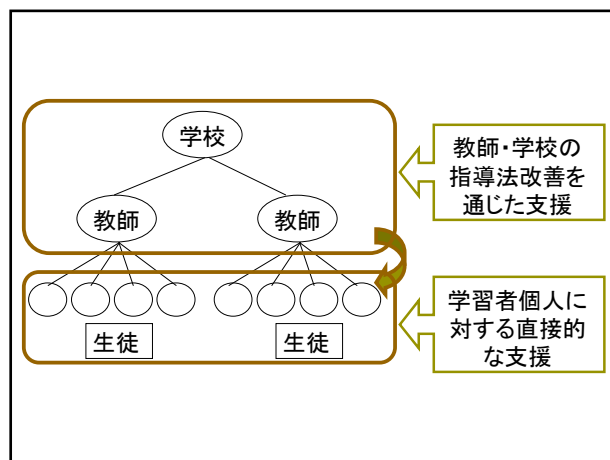 学校
教師・学校の
指導法改善を
通じた支援
教師
教師
学習者個人に
対する直接的
な支援
生徒
生徒